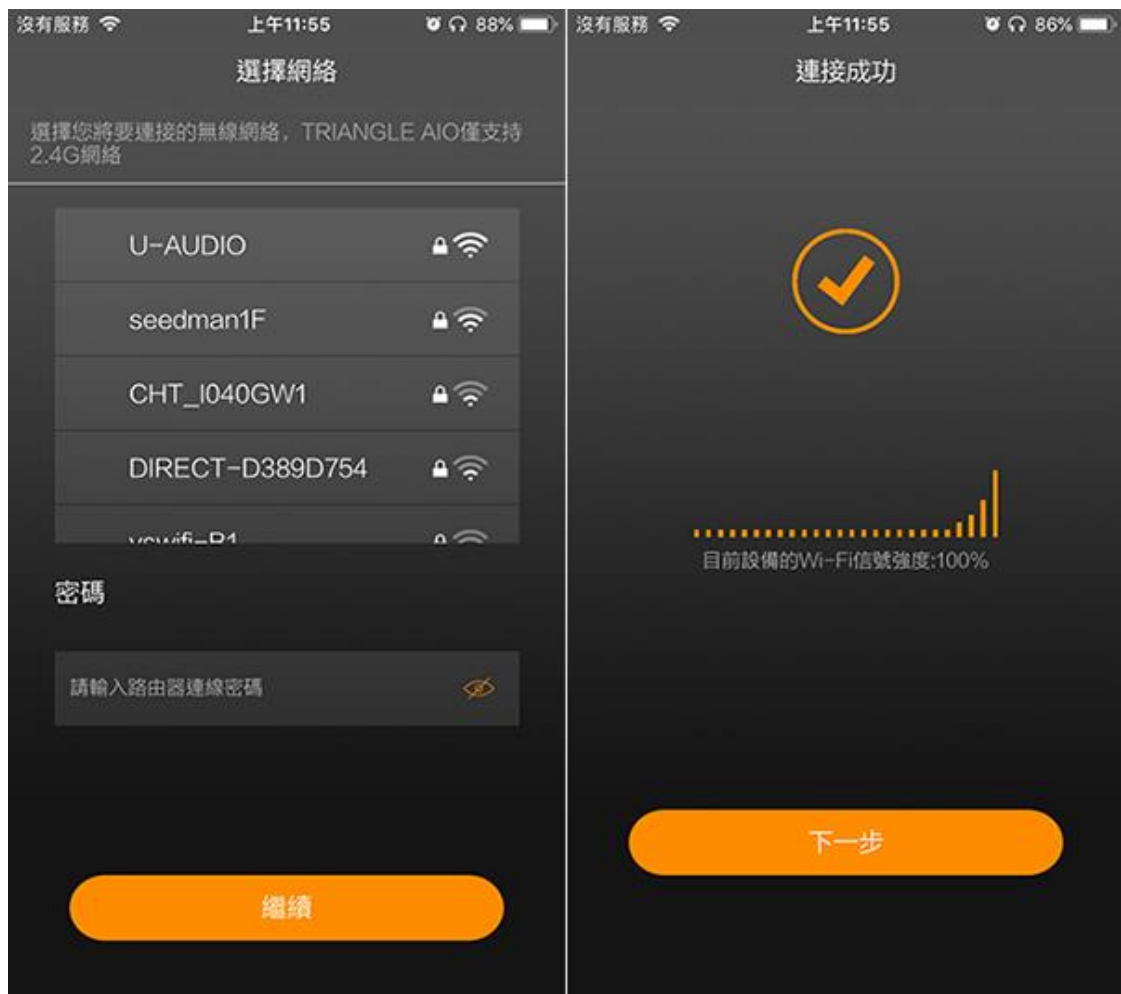 沒有服務 上午11:55 88%
選擇網絡
選擇您將要連接的無線網絡，TRIANGLE AIO僅支持
2.4G網絡
U-AUDIO
seedman1F
CHT_I040GW1
DIRECT-D389D754
密碼
請輸入路由器連線密碼
繼續
沒有服務 上午11:55 86%
連接成功
目前設備的Wi-Fi信號強度:100%
下一步